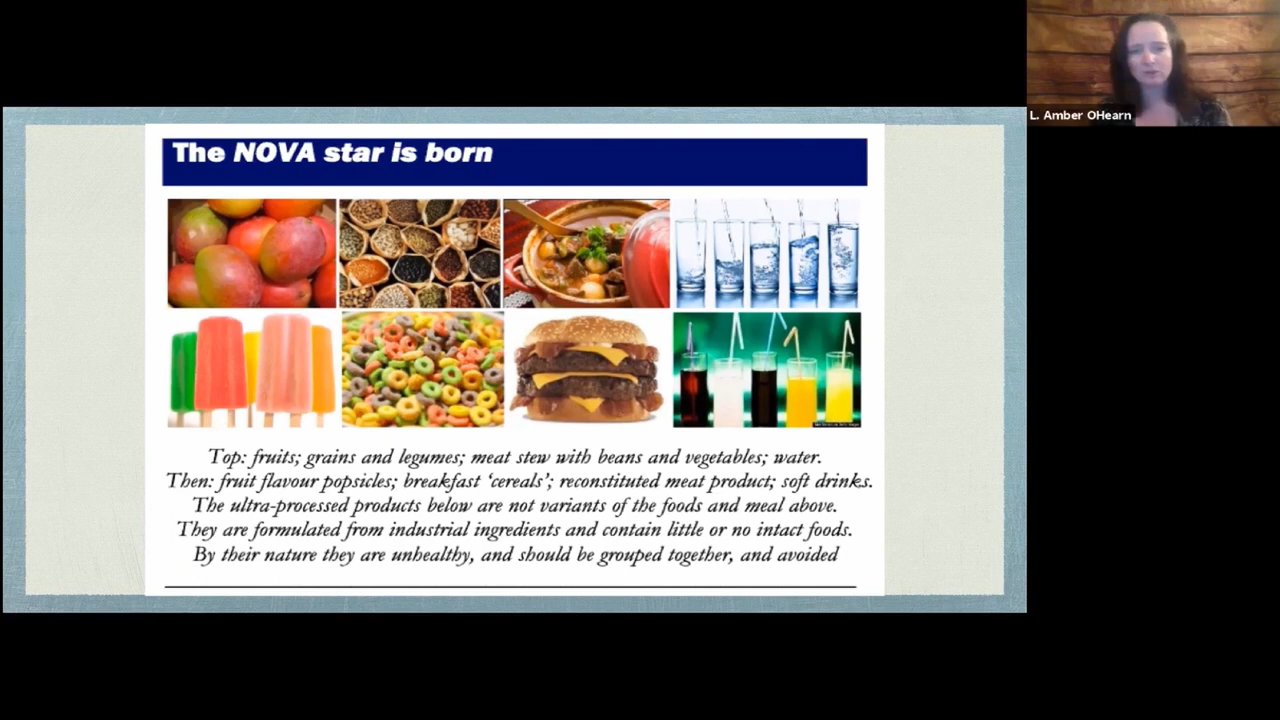 The NOVA star is born
L. Amber OHearn
Top: fruits; grains and legumes; meat stew with beans and vegetables; water.
Then: fruit flavour popsicles; breakfast ‘cereals’; reconstituted meat product; soft drinks.
The ultra-processed products below are not variants of the foods and meal above.
They are formulated from industrial ingredients and contain little or no intact foods.
By their nature they are unhealthy, and should be grouped together, and avoided